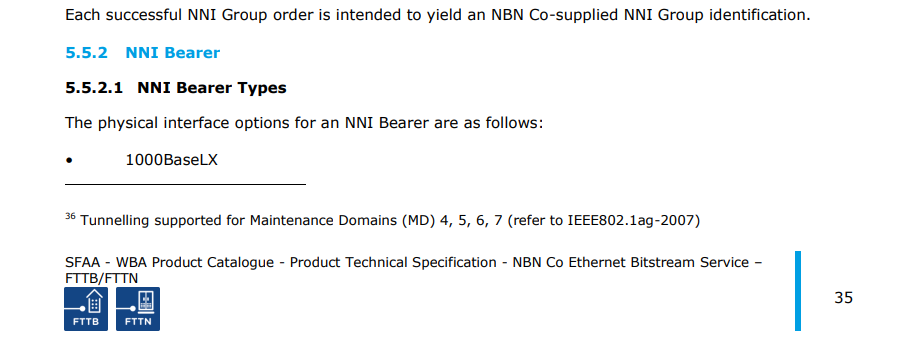 Each successful NNI Group order is intended to yield an NBN Co-supplied NNI Group identification.
5.5.2 NNI Bearer
5.5.2.1 NNI Bearer Types
The physical interface options for an NNI Bearer are as follows:
• 1000BaseLX
36 Tunnelling supported for Maintenance Domains (MD) 4, 5, 6, 7 (refer to IEEE802.1ag-2007)
SFAA - WBA Product Catalogue - Product Technical Specification - NBN Co Ethernet Bitstream Service –
FTTB/FTTN
FTTB FTTN
35